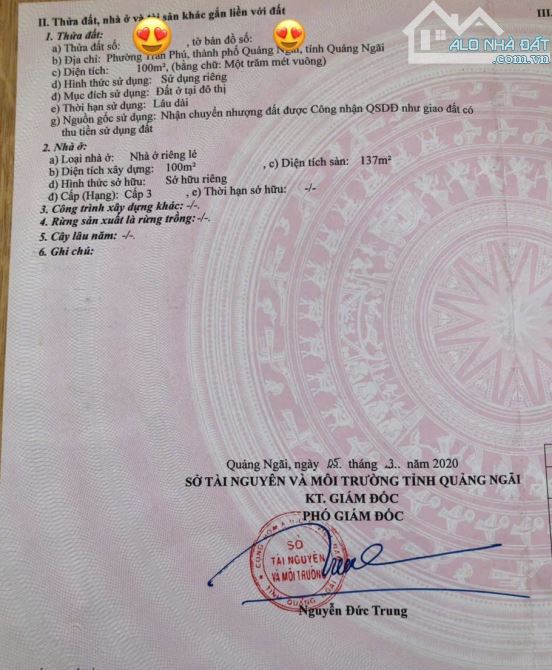 II. Thửa đất, nhà ở và tài sản khác gắn liền với đất
III
1. Thửa đất:
a) Thửa đất số: , tờ bản đồ số:
b) Địa chỉ: Phường Trần Phú, thành phố Quảng Ngãi, tỉnh Quảng Ngãi
c) Diện tích: 100m², (bằng chữ: Một trăm mét vuông)
d) Hình thức sử dụng: Sử dụng riêng
đ) Mục đích sử dụng: Đất ở tại đô thị
e) Thời hạn sử dụng: Lâu dài
g) Nguồn gốc sử dụng: Nhận chuyển nhượng đất được Công nhận QSDĐ như giao đất có
thu tiền sử dụng đất
2. Nhà ở:
a) Loại nhà ở: Nhà ở riêng lẻ
b) Diện tích xây dựng: 100m² , c) Diện tích sàn: 137m²
d) Hình thức sở hữu: Sở hữu riêng
đ) Cấp (Hạng): Cấp 3 , e) Thời hạn sở hữu: -/-
3. Công trình xây dựng khác: -/-.
4. Rừng sản xuất là rừng trồng: -/-.
5. Cây lâu năm: -/-.
6. Ghi chú:
ALO NHÀ ĐẤT
.com.vn
Quảng Ngãi, ngày 05 tháng 3 năm 2020
SỞ TÀI NGUYÊN VÀ MÔI TRƯỜNG TỈNH QUẢNG NGÃI
KT. GIÁM ĐỐC
PHÓ GIÁM ĐỐC
SỞ
TÀI NGUYÊN
VÀ MÔI TRƯỜNG
TỈNH QUẢNG NGÃI
Nguyễn Đức Trung